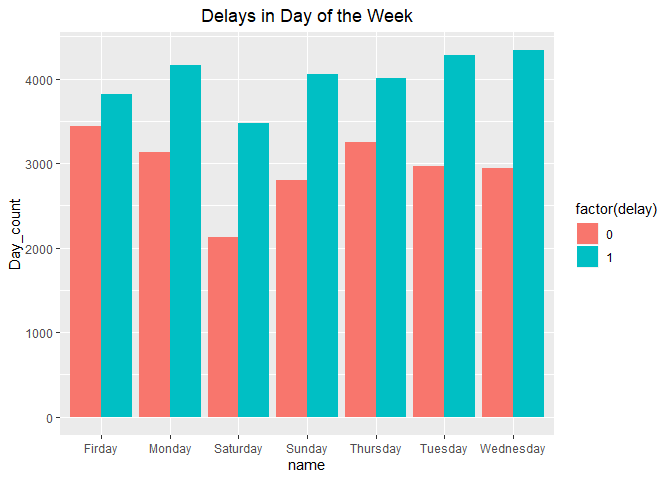 Delays in Day of the Week
Day_count
4000
3000
2000
1000
0
Firday Monday Saturday Sunday Thursday Tuesday Wednesday
name
factor(delay)
0
1